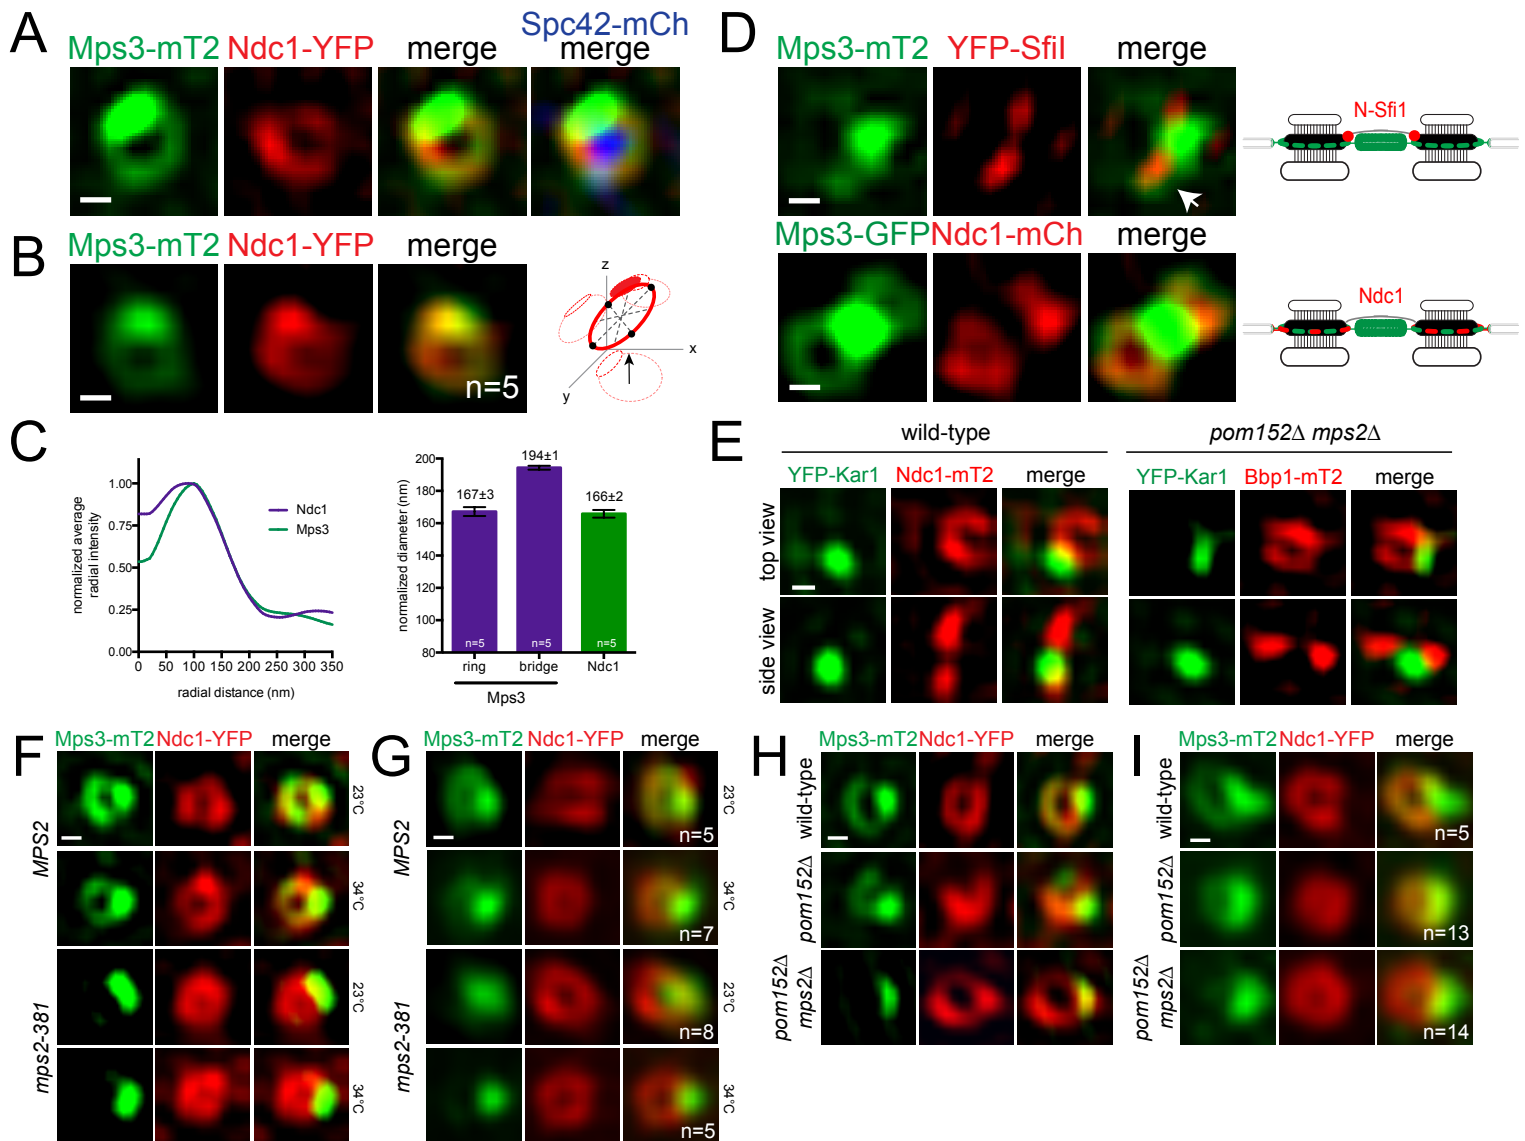 A
Mps3-mT2 Ndc1-YFP merge Spc42-mCh merge
B
Mps3-mT2 Ndc1-YFP merge
n=5
z
x
y
C
normalized average radial intensity
1.00
0.75
0.50
0.25
0.00
0 50 100 150 200 250 300 350
radial distance (nm)
Ndc1
Mps3
normalized diameter (nm)
200
180
160
140
120
100
80
167±3
194±1
166±2
n=5 n=5 n=5
ring bridge Ndc1
Mps3
D
Mps3-mT2 YFP-SfiI merge
N-Sfi1
Mps3-GFP Ndc1-mCh merge
Ndc1
E
wild-type
pom152Δ mps2Δ
YFP-Kar1 Ndc1-mT2 merge
YFP-Kar1 Bbp1-mT2 merge
top view
side view
F
Mps3-mT2 Ndc1-YFP merge
MPS2
23°C
34°C
mps2-381
23°C
34°C
G
Mps3-mT2 Ndc1-YFP merge
MPS2
23°C
n=5
34°C
n=7
mps2-381
23°C
n=8
34°C
n=5
H
Mps3-mT2 Ndc1-YFP merge
wild-type
pom152Δ
pom152Δ
mps2Δ
I
Mps3-mT2 Ndc1-YFP merge
wild-type
n=5
pom152Δ
n=13
pom152Δ
mps2Δ
n=14